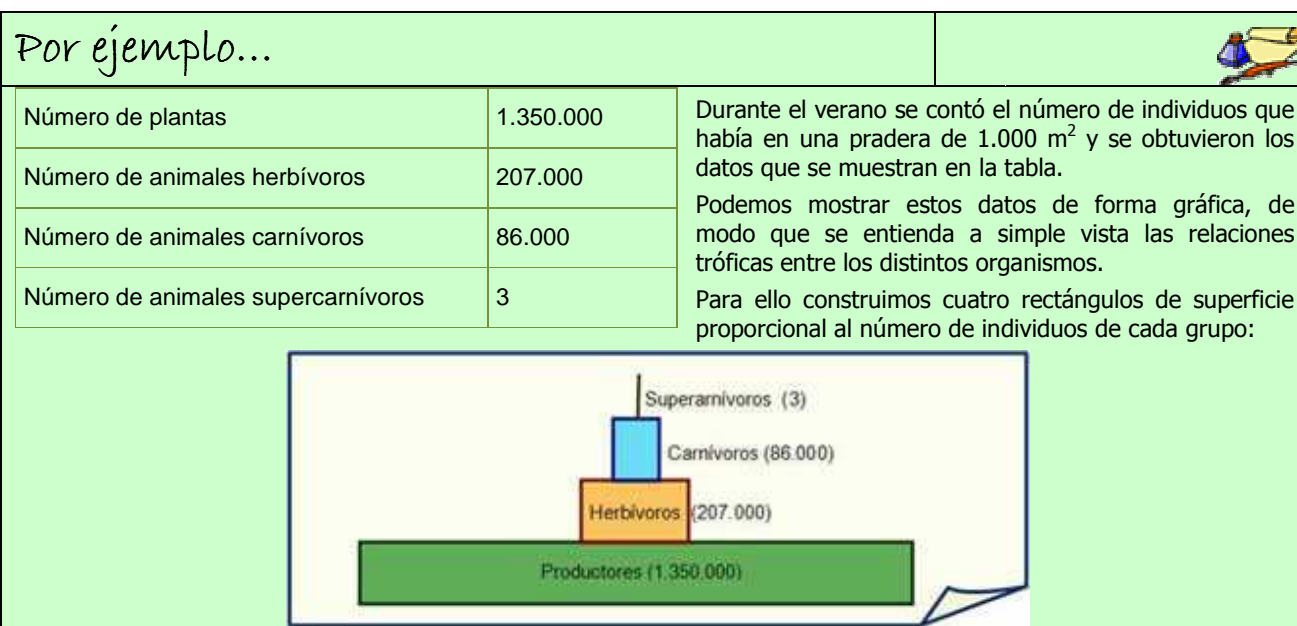 Por ejemplo...
Número de plantas 1.350.000
Número de animales herbívoros 207.000
Número de animales carnívoros 86.000
Número de animales supercarnívoros 3
Durante el verano se contó el número de individuos que
había en una pradera de 1.000 m² y se obtuvieron los
datos que se muestran en la tabla.
Podemos mostrar estos datos de forma gráfica, de
modo que se entienda a simple vista las relaciones
tróficas entre los distintos organismos.
Para ello construimos cuatro rectángulos de superficie
proporcional al número de individuos de cada grupo:
Superarnívoros (3)
Carnívoros (86.000)
Herbívoros (207.000)
Productores (1.350.000)